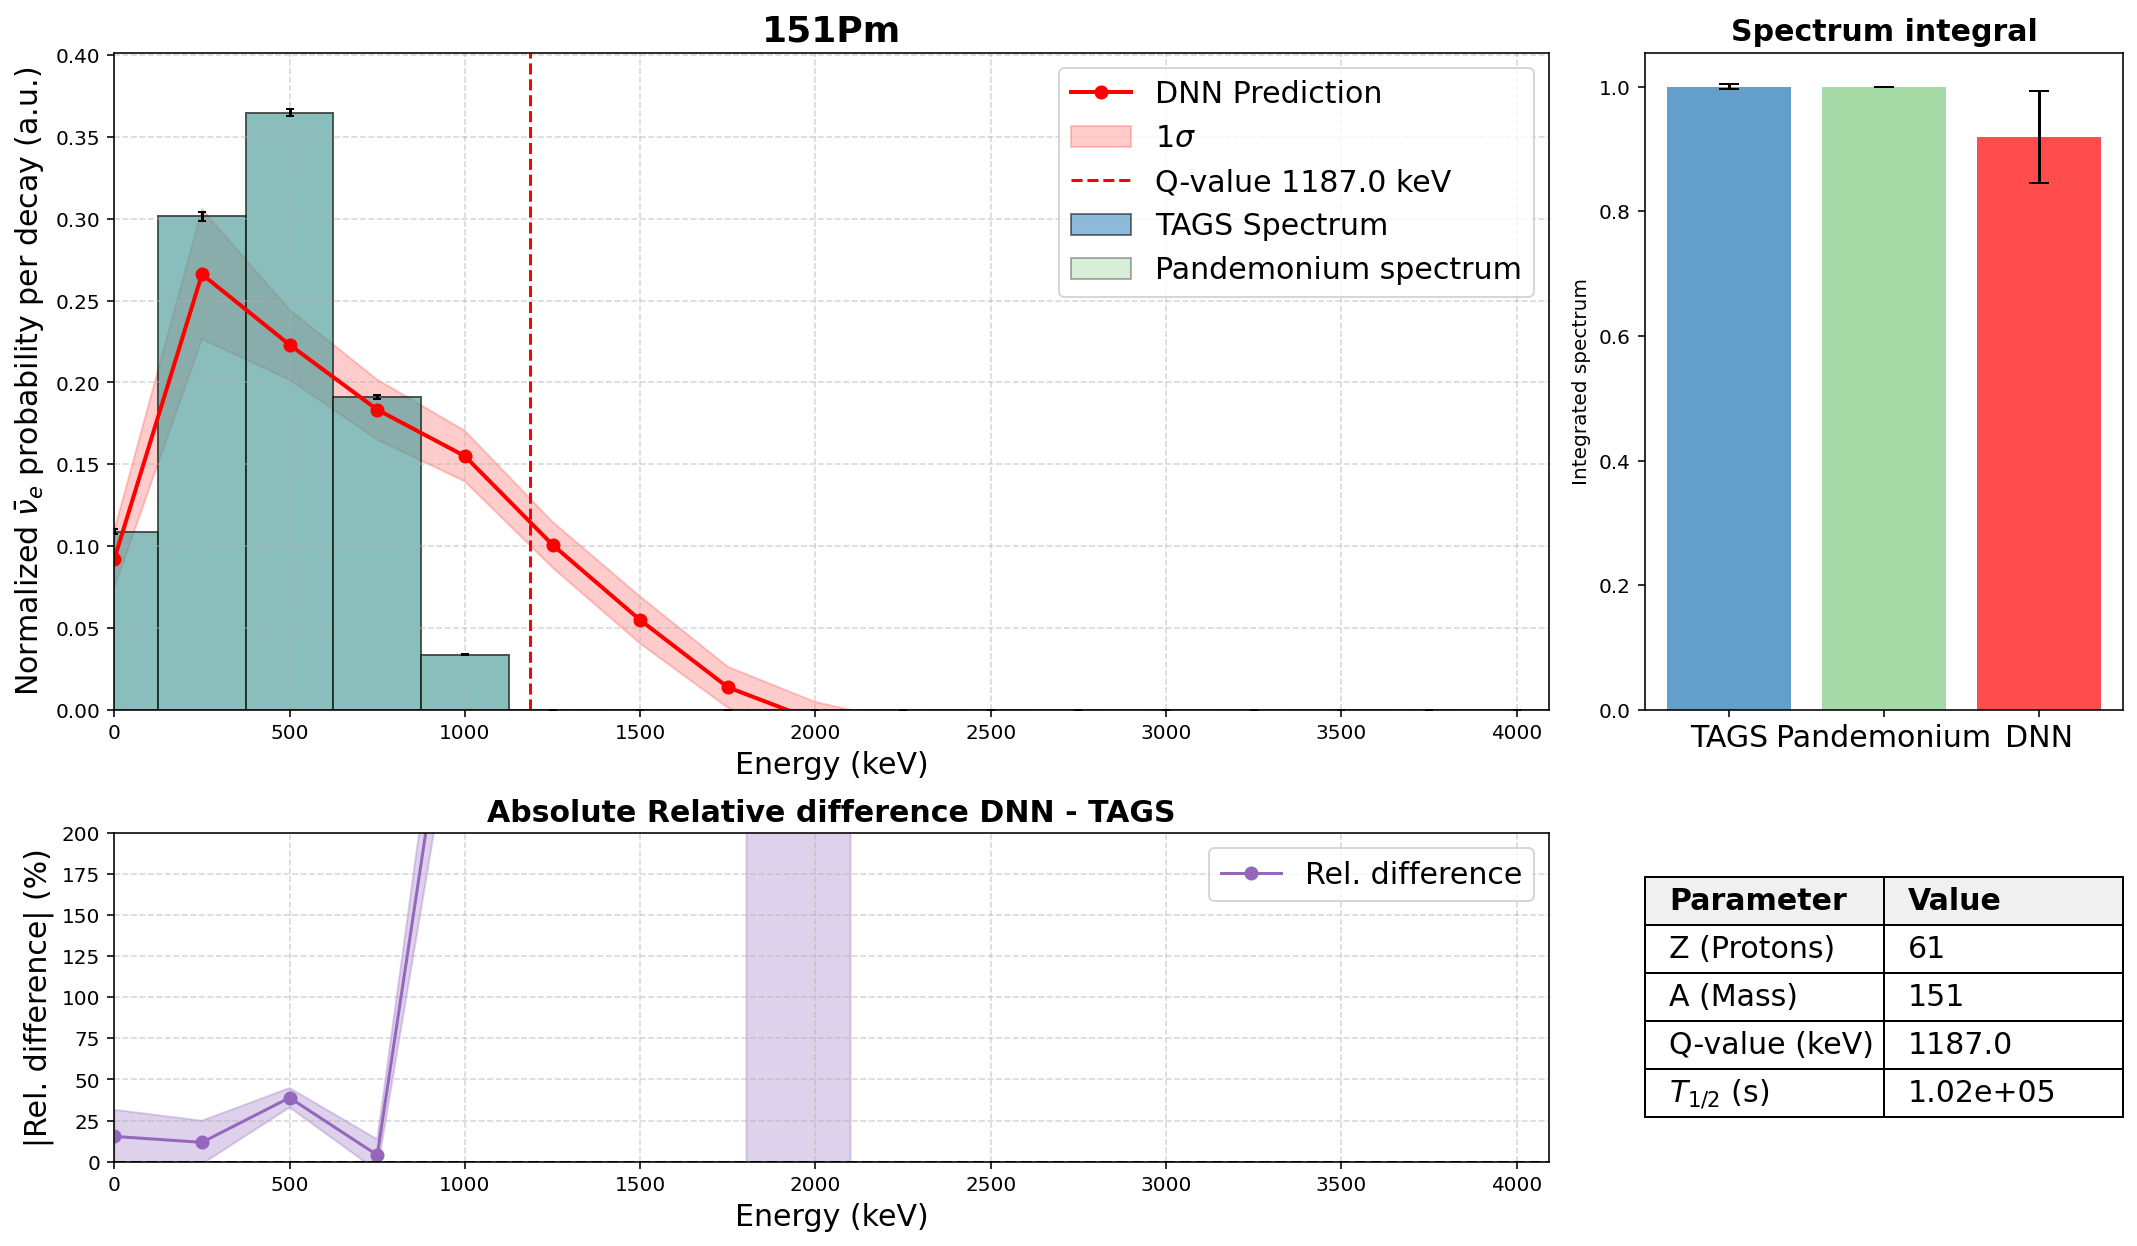 151Pm
Normalized ν̄e probability per decay (a.u.)
0.40
0.35
0.30
0.25
0.20
0.15
0.10
0.05
0.00
DNN Prediction
1σ
Q-value 1187.0 keV
TAGS Spectrum
Pandemonium spectrum
0 500 1000 1500 2000 2500 3000 3500 4000
Energy (keV)
Spectrum integral
Integrated spectrum
1.0
0.8
0.6
0.4
0.2
0.0
TAGS Pandemonium DNN
Absolute Relative difference DNN - TAGS
|Rel. difference| (%)
200
175
150
125
100
75
50
25
0
Rel. difference
0 500 1000 1500 2000 2500 3000 3500 4000
Energy (keV)
Parameter Value
Z (Protons) 61
A (Mass) 151
Q-value (keV) 1187.0
T1/2 (s) 1.02e+05